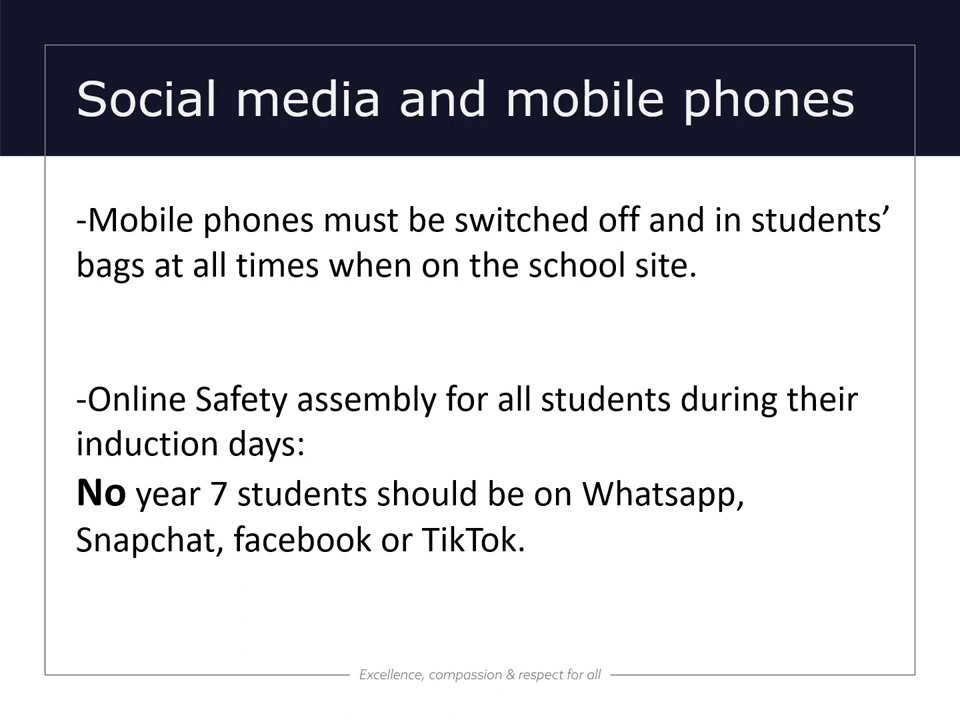 Social media and mobile phones
-Mobile phones must be switched off and in students’
bags at all times when on the school site.
-Online Safety assembly for all students during their
induction days:
No year 7 students should be on Whatsapp,
Snapchat, facebook or TikTok.
Excellence, compassion & respect for all